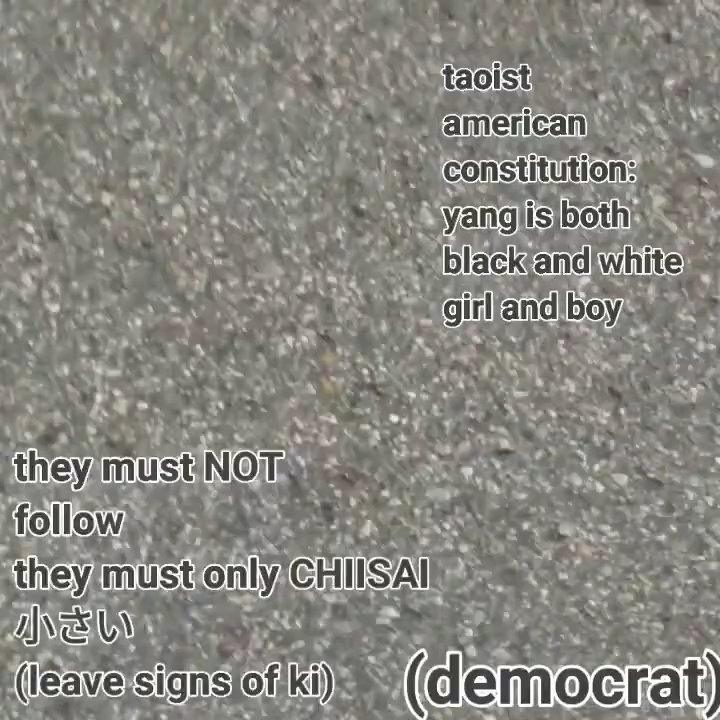 taoist
american
constitution:
yang is both
black and white
girl and boy
they must NOT
follow
they must only CHIISAI
小さい
(leave signs of ki)
(democrat)